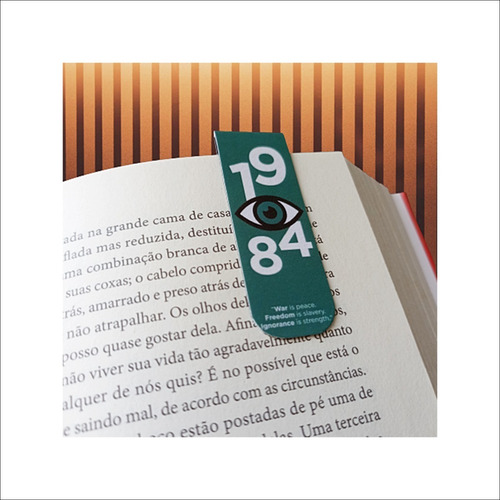 19
84
"War is peace.
Freedom is slavery.
Ignorance is strength."
ada na grande cama de casa
flada mas reduzida, destituí
ma combinação branca de a
suas coxas; o cabelo comprid
trás, amarrado e preso atrás de
não atrapalhar. Os olhos del
posso quase gostar dela. Afin
não viver sua vida tão agradavelmente quanto
alquer de nós quis? É no possível que está o
e saindo mal, de acordo com as circunstâncias.
estão postadas de pé uma de
Uma terceira